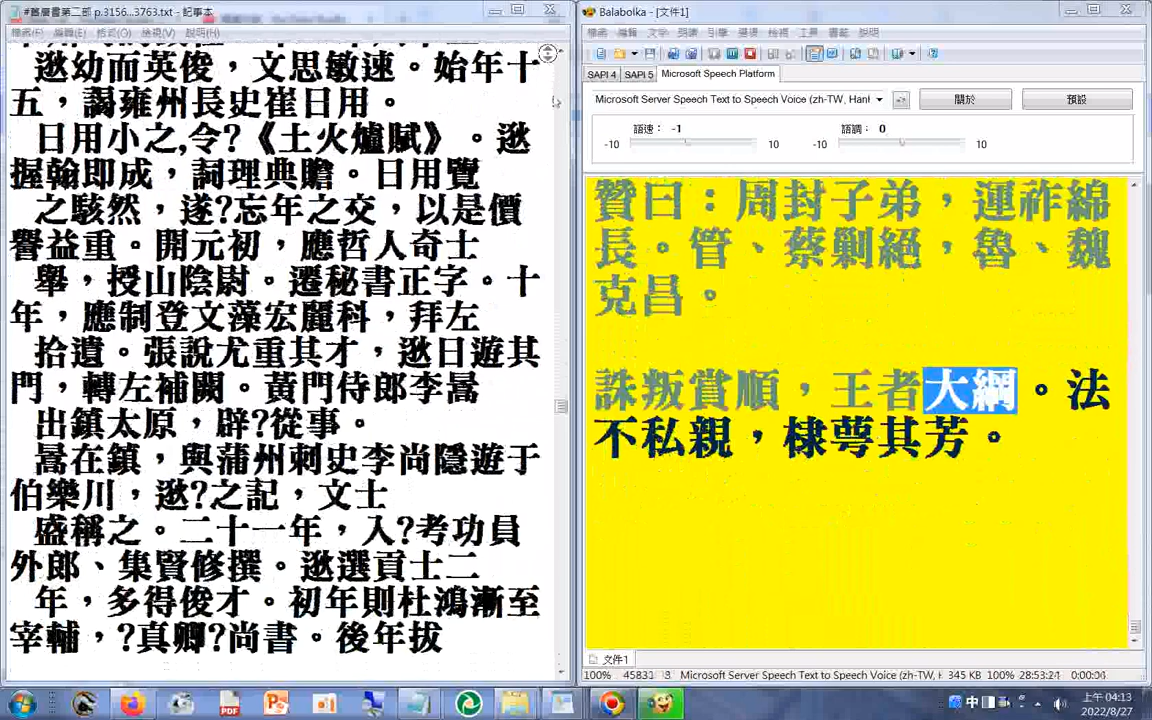 #舊唐書第二部 p.3156...3763.txt - 記事本
檔案(F) 編輯(E) 格式(O) 檢視(V) 說明(H)
逖幼而英俊，文思敏速。始年十
五，謁雍州長史崔日用。
日用小之,令?《土火爐賦》。逖
握翰即成，詞理典贍。日用覽
之駭然，遂?忘年之交，以是價
譽益重。開元初，應哲人奇士
舉，授山陰尉。遷秘書正字。十
年，應制登文藻宏麗科，拜左
拾遺。張說尤重其才，逖日遊其
門，轉左補闕。黃門侍郎李暠
出鎮太原，辟?從事。
暠在鎮，與蒲州刺史李尚隱遊于
伯樂川，逖?之記，文士
盛稱之。二十一年，入?考功員
外郎、集賢修撰。逖選貢士二
年，多得俊才。初年則杜鴻漸至
宰輔，?真卿?尚書。後年拔
Balabolka - [文件1]
檔案 編輯 文字 朗讀 引擎 選項 檢視 工具 書籤 說明
SAPI 4 SAPI 5 Microsoft Speech Platform
Microsoft Server Speech Text to Speech Voice (zh-TW, Hanl
關於 預設
語速： -1 語調： 0
-10 10 -10 10
贊曰：周封子弟，運祚綿
長。管、蔡剿絕，魯、魏
克昌。
誅叛賞順，王者大綱。法
不私親，棣萼其芳。
文件1
100% 45831 Microsoft Server Speech Text to Speech Voice (zh-TW, H 345 KB 100% 28:53:24 0:00:04
中
上午 04:13
2022/8/27